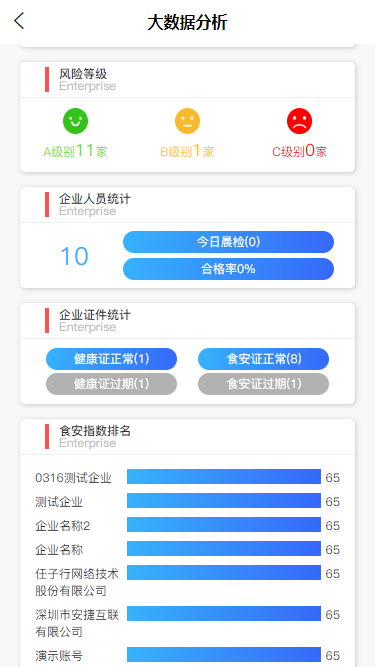 大数据分析
风险等级
Enterprise
A级别11家
B级别1家
C级别0家
企业人员统计
Enterprise
10
今日晨检(0)
合格率0%
企业证件统计
Enterprise
健康证正常(1)
食安证正常(8)
健康证过期(1)
食安证过期(1)
食安指数排名
Enterprise
0316测试企业 65
测试企业 65
企业名称2 65
企业名称 65
任子行网络技术 65
股份有限公司
深圳市安捷互联 65
有限公司
演示账号 65